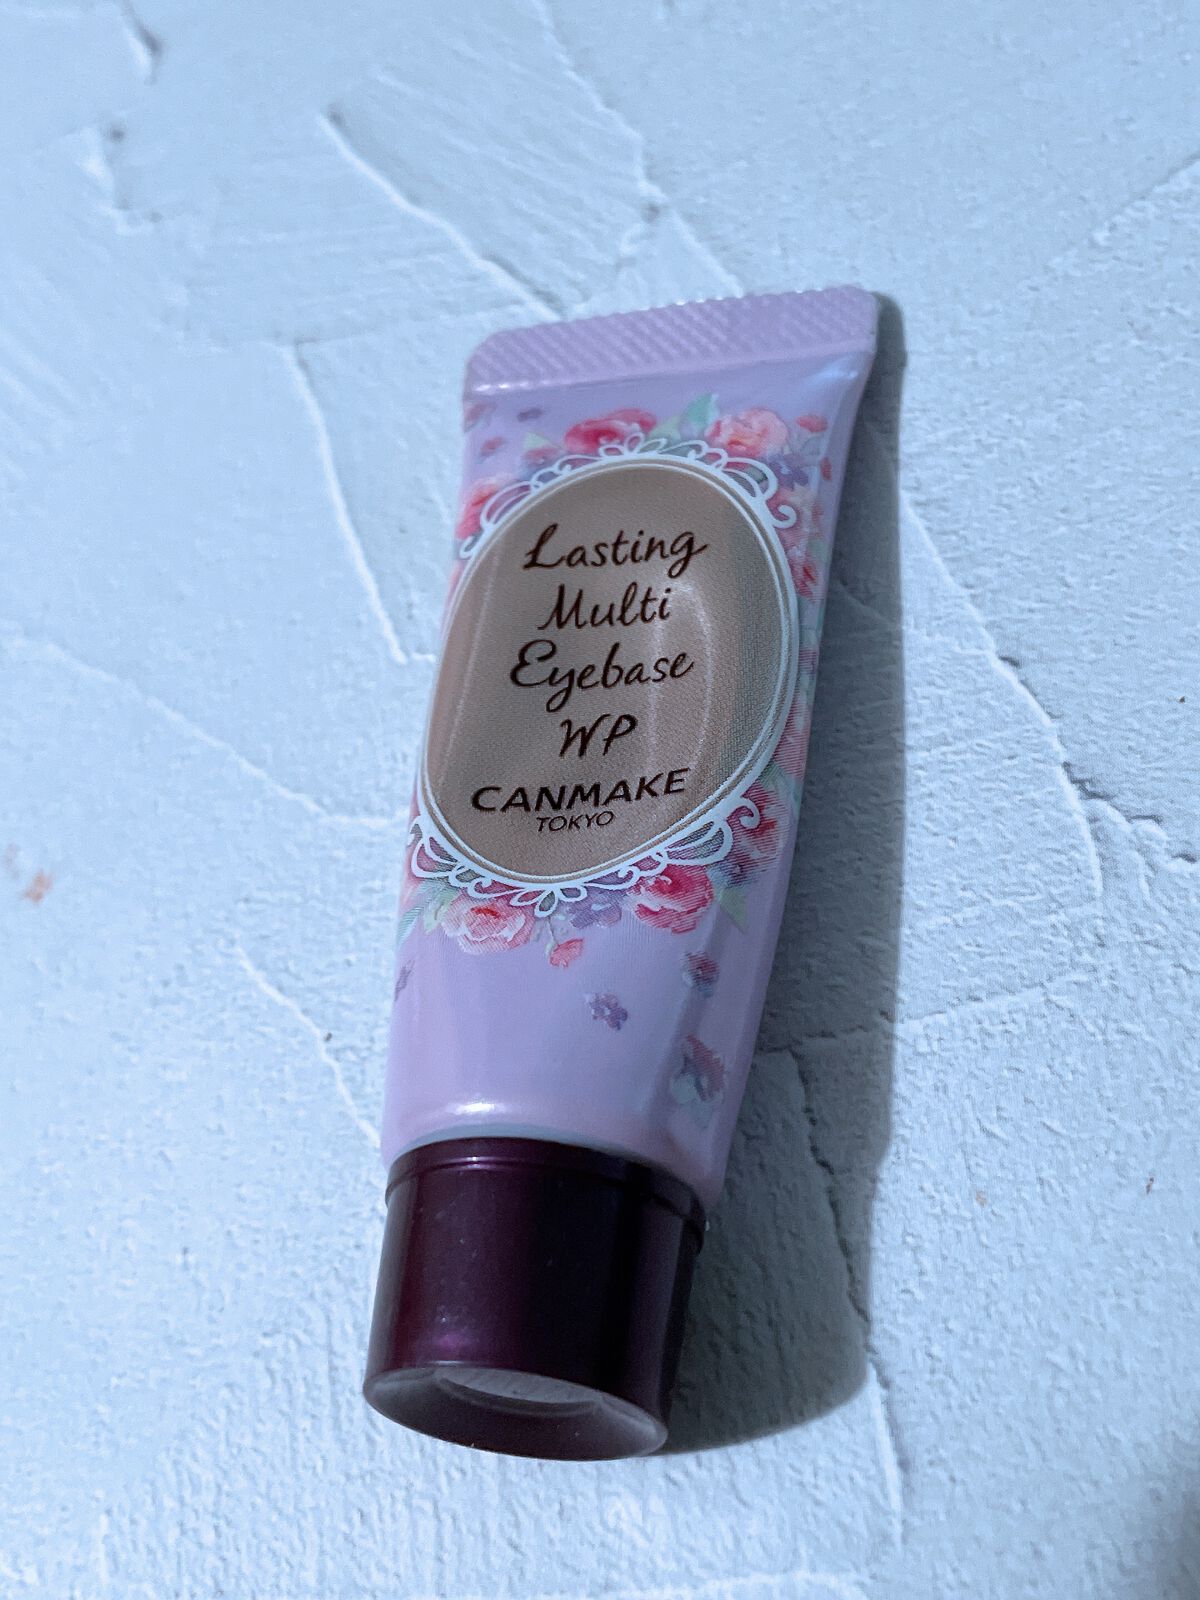 Lasting
Multi
Eyebase
WP
CANMAKE
TOKYO